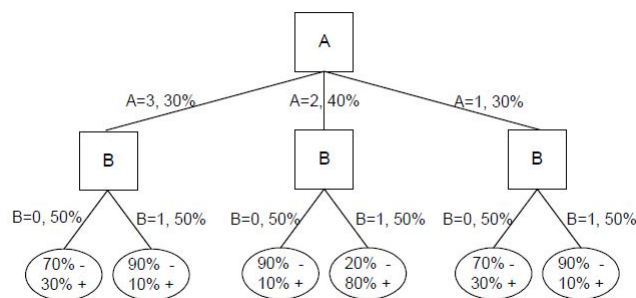 A
A=3, 30%
A=2, 40%
A=1, 30%
B
B
B
B=0, 50%
B=1, 50%
B=0, 50%
B=1, 50%
B=0, 50%
B=1, 50%
70% -
30% +
90% -
10% +
90% -
10% +
20% -
80% +
70% -
30% +
90% -
10% +